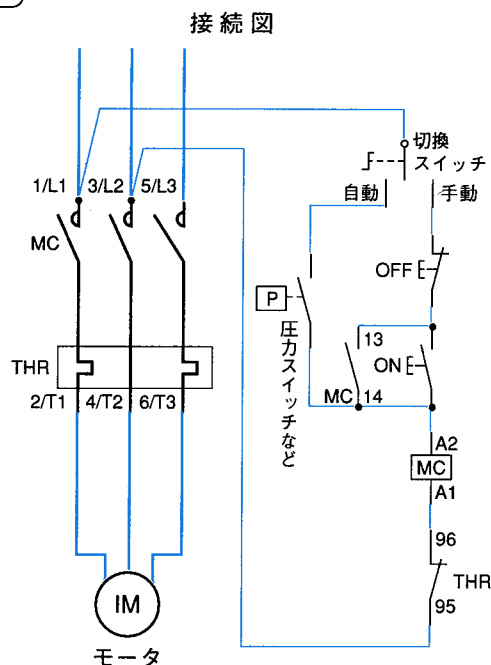 接続図
切換
スイッチ
自動
手動
1/L1 3/L2 5/L3
MC
OFF
P
圧力スイッチなど
13
ON
MC 14
THR
2/T1 4/T2 6/T3
A2
MC
A1
96
THR
95
IM
モータ